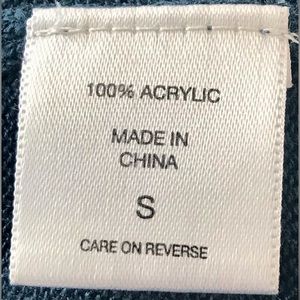 100% ACRYLIC
MADE IN
CHINA
S
CARE ON REVERSE